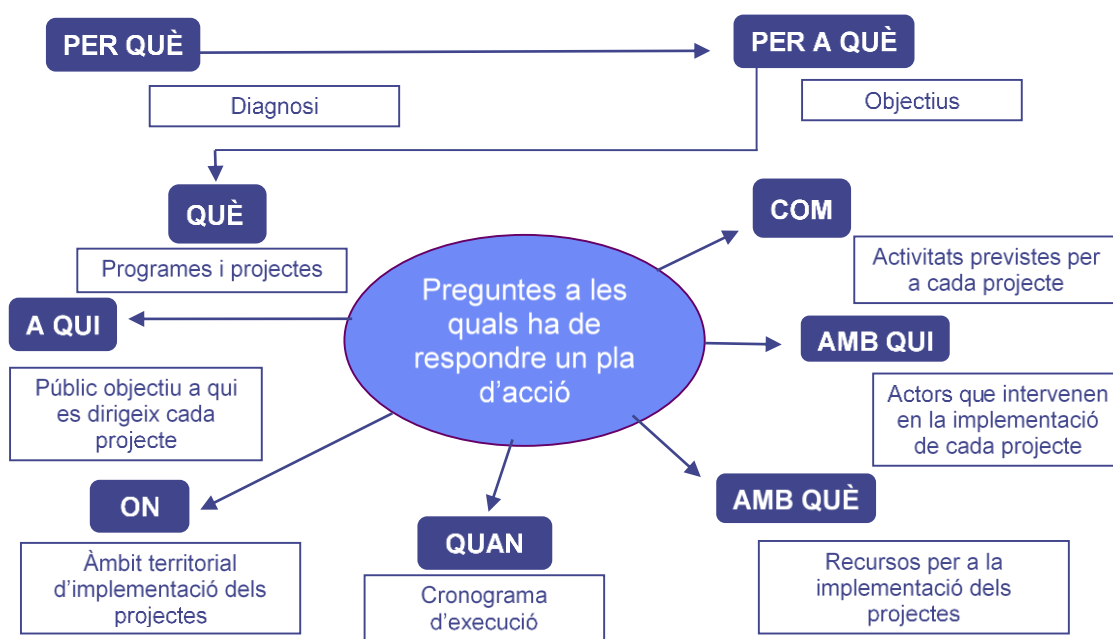 PER QUÈ
PER A QUÈ
Diagnosi
Objectius
QUÈ
Programes i projectes
COM
Activitats previstes per
a cada projecte
Preguntes a les
quals ha de
respondre un pla
d'acció
A QUI
Públic objectiu a qui
es dirigeix cada
projecte
AMB QUI
Actors que intervenen
en la implementació
de cada projecte
ON
Àmbit territorial
d'implementació dels
projectes
QUAN
Cronograma
d'execució
AMB QUÈ
Recursos per a la
implementació dels
projectes